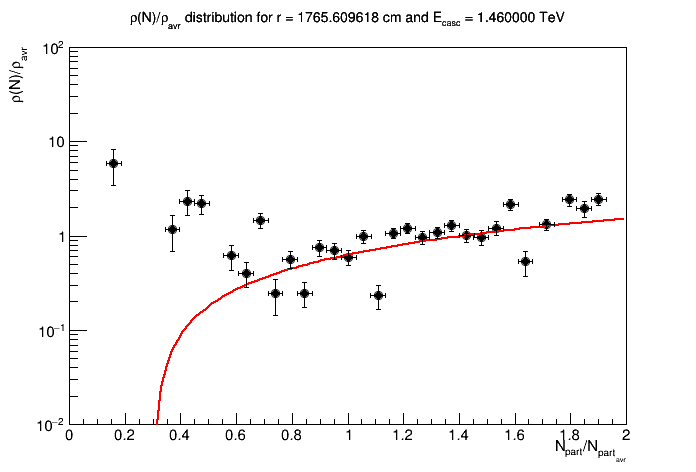 ρ(N)/ρavr distribution for r = 1765.609618 cm and Ecasc = 1.460000 TeV
ρ(N)/ρavr
10²
10
1
10⁻¹
10⁻²
0 0.2 0.4 0.6 0.8 1 1.2 1.4 1.6 1.8 2
Npart/Npartavr